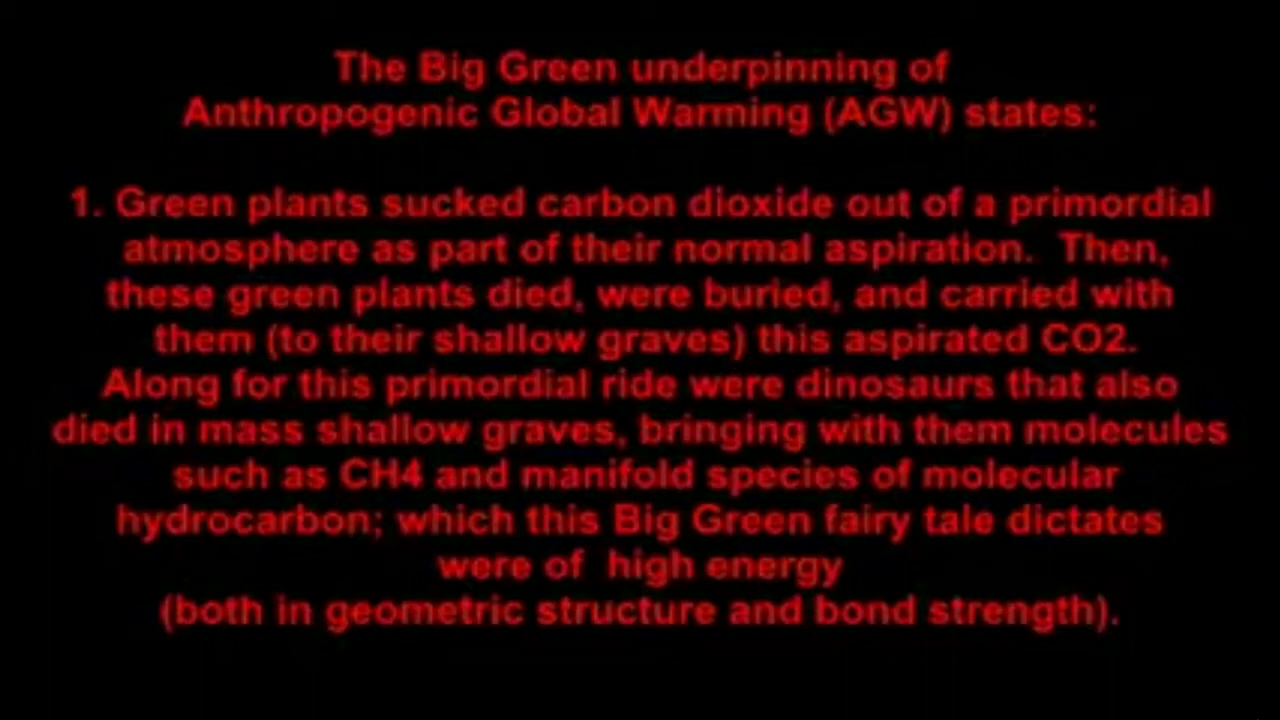 The Big Green underpinning of
Anthropogenic Global Warming (AGW) states:
1. Green plants sucked carbon dioxide out of a primordial
atmosphere as part of their normal aspiration. Then,
these green plants died, were buried, and carried with
them (to their shallow graves) this aspirated CO2.
Along for this primordial ride were dinosaurs that also
died in mass shallow graves, bringing with them molecules
such as CH4 and manifold species of molecular
hydrocarbon; which this Big Green fairy tale dictates
were of high energy
(both in geometric structure and bond strength).